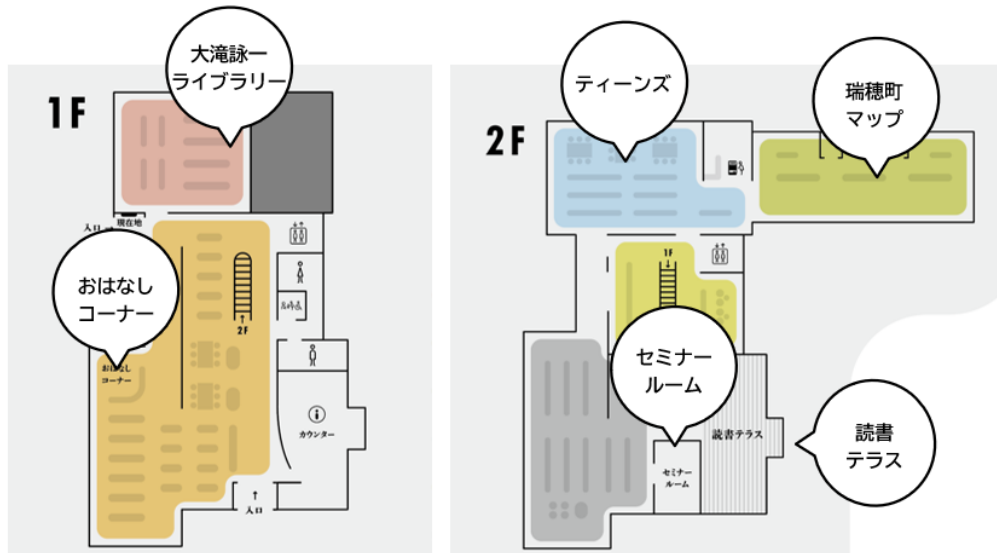 1F
大滝詠一
ライブラリー
現在地
入口
おはなし
コーナー
2F
おはなし
コーナー
カウンター
入口
2F
ティーンズ
瑞穂町
マップ
1F
セミナー
ルーム
読書テラス
セミナー
ルーム
読書
テラス